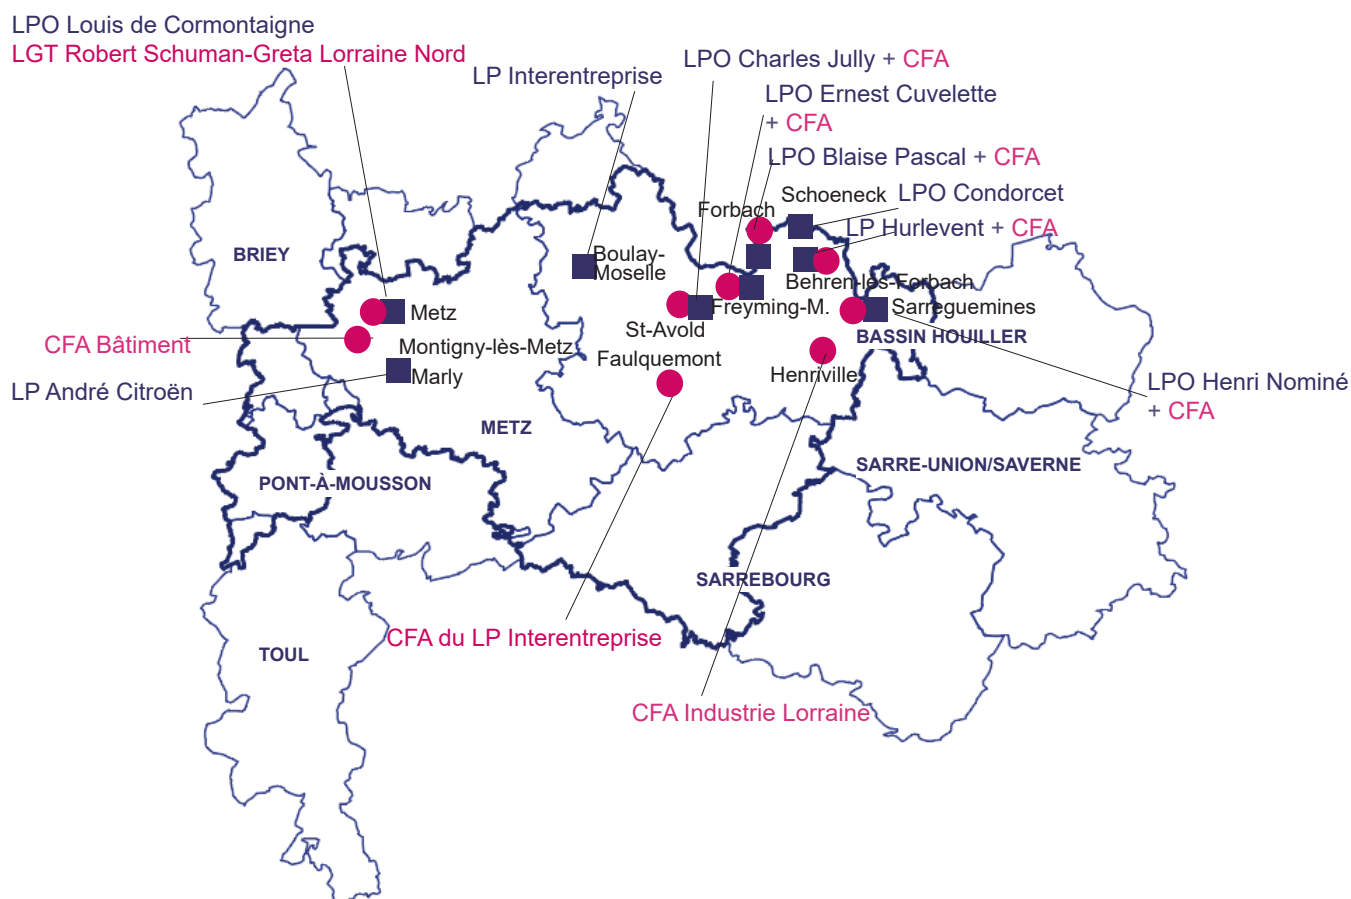 LPO Louis de Cormontaigne
LGT Robert Schuman-Greta Lorraine Nord
LP Interentreprise
LPO Charles Jully + CFA
LPO Ernest Cuvelette
+ CFA
LPO Blaise Pascal + CFA
Schoeneck
LPO Condorcet
Forbach
LP Hurlevent + CFA
BRIEY
Boulay-
Moselle
Behren-lès-Forbach
Metz
St-Avold
Freyming-M.
Sarreguemines
BASSIN HOUILLER
CFA Bâtiment
Montigny-lès-Metz
Faulquemont
Marly
Henriville
LP André Citroën
LPO Henri Nominé
+ CFA
METZ
SARRE-UNION/SAVERNE
PONT-À-MOUSSON
SARREBOURG
CFA du LP Interentreprise
TOUL
CFA Industrie Lorraine